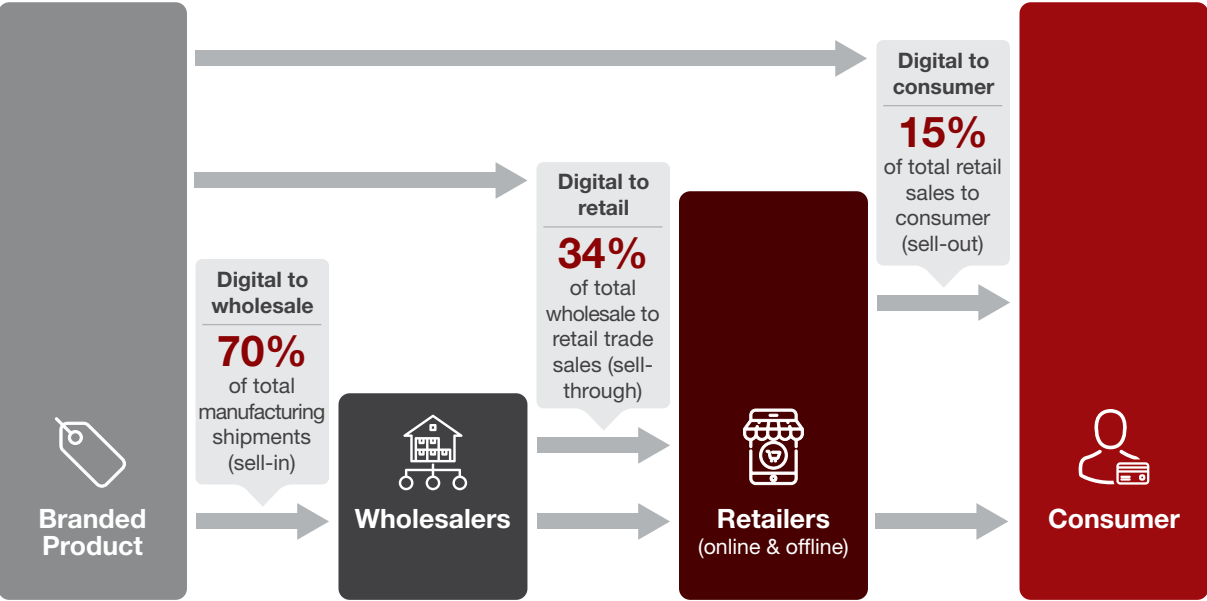 Digital to
consumer
15%
of total retail
sales to
consumer
(sell-out)
Digital to
retail
34%
of total
wholesale to
retail trade
sales (sell-
through)
Digital to
wholesale
70%
of total
manufacturing
shipments
(sell-in)
Branded
Product
Wholesalers
Retailers
(online & offline)
Consumer